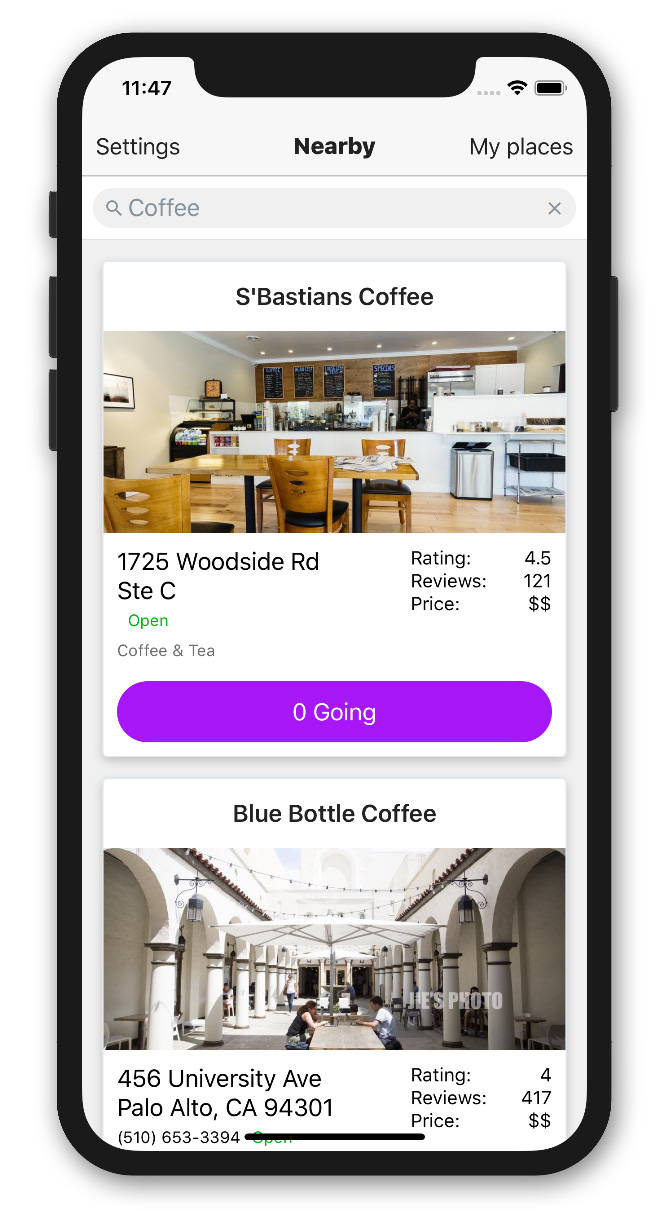 11:47
Settings Nearby My places
Coffee
S'Bastians Coffee
SPECIALS
1725 Woodside Rd
Ste C
Open
Coffee & Tea
Rating: 4.5
Reviews: 121
Price: $$
0 Going
Blue Bottle Coffee
JIE'S PHOTO
456 University Ave
Palo Alto, CA 94301
(510) 653-3394 Open
Rating: 4
Reviews: 417
Price: $$